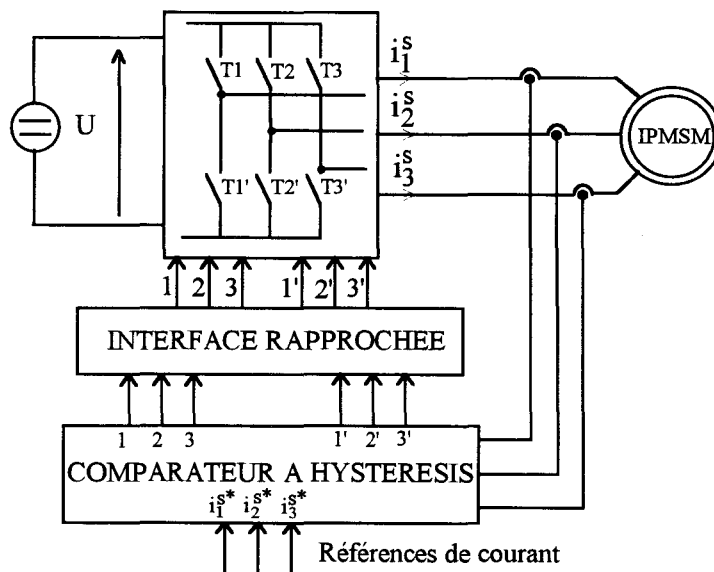 i₁ˢ
T1 T2 T3
U
i₂ˢ
IPMSM
i₃ˢ
T1' T2' T3'
1 2 3 1' 2' 3'
INTERFACE RAPPROCHEE
1 2 3 1' 2' 3'
COMPARATEUR A HYSTERESIS
i₁ˢ* i₂ˢ* i₃ˢ*
Références de courant